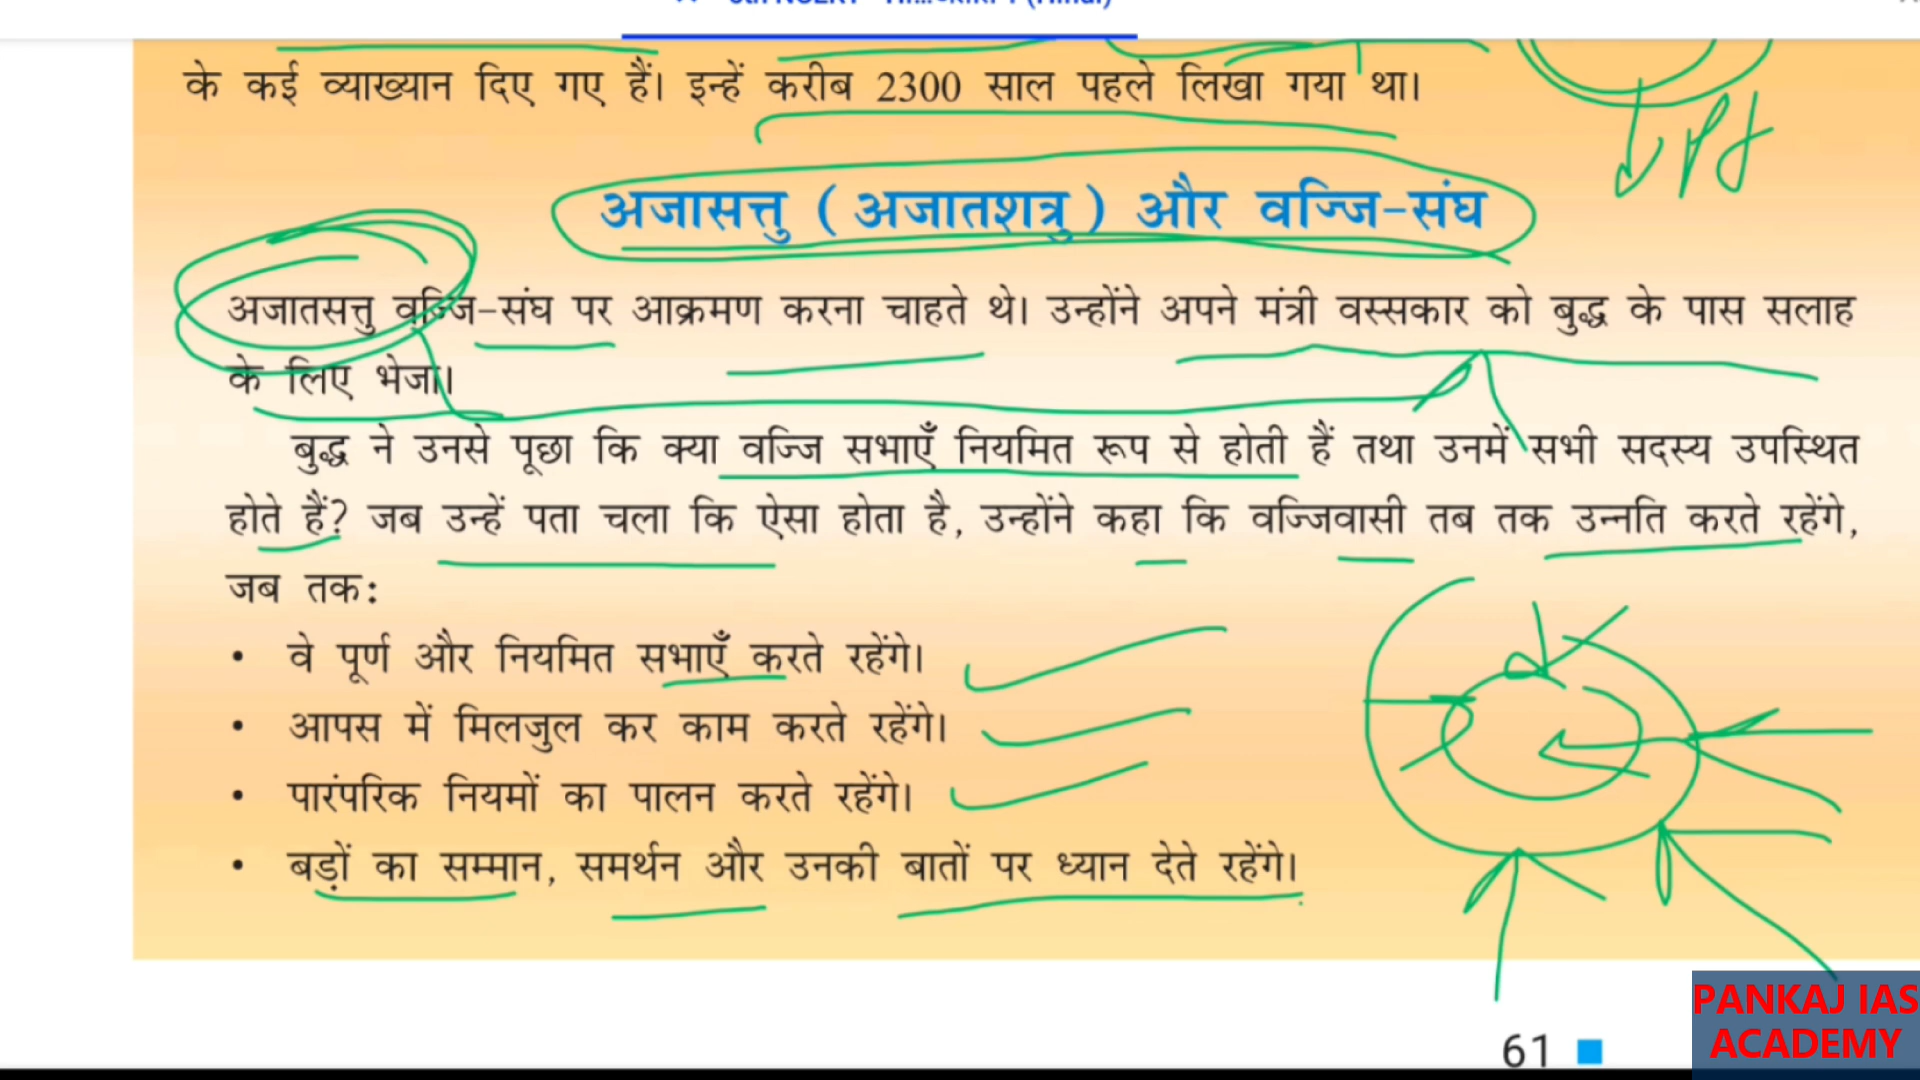 के कई व्याख्यान दिए गए हैं। इन्हें करीब 2300 साल पहले लिखा गया था।
अजासत्तु ( अजातशत्रु ) और वज्जि-संघ
अजातसत्तु वज्जि-संघ पर आक्रमण करना चाहते थे। उन्होंने अपने मंत्री वस्सकार को बुद्ध के पास सलाह
के लिए भेजा।
बुद्ध ने उनसे पूछा कि क्या वज्जि सभाएँ नियमित रूप से होती हैं तथा उनमें सभी सदस्य उपस्थित
होते हैं? जब उन्हें पता चला कि ऐसा होता है, उन्होंने कहा कि वज्जिवासी तब तक उन्नति करते रहेंगे,
जब तक:
• वे पूर्ण और नियमित सभाएँ करते रहेंगे।
• आपस में मिलजुल कर काम करते रहेंगे।
• पारंपरिक नियमों का पालन करते रहेंगे।
• बड़ों का सम्मान, समर्थन और उनकी बातों पर ध्यान देते रहेंगे।
61
PANKAJ IAS
ACADEMY